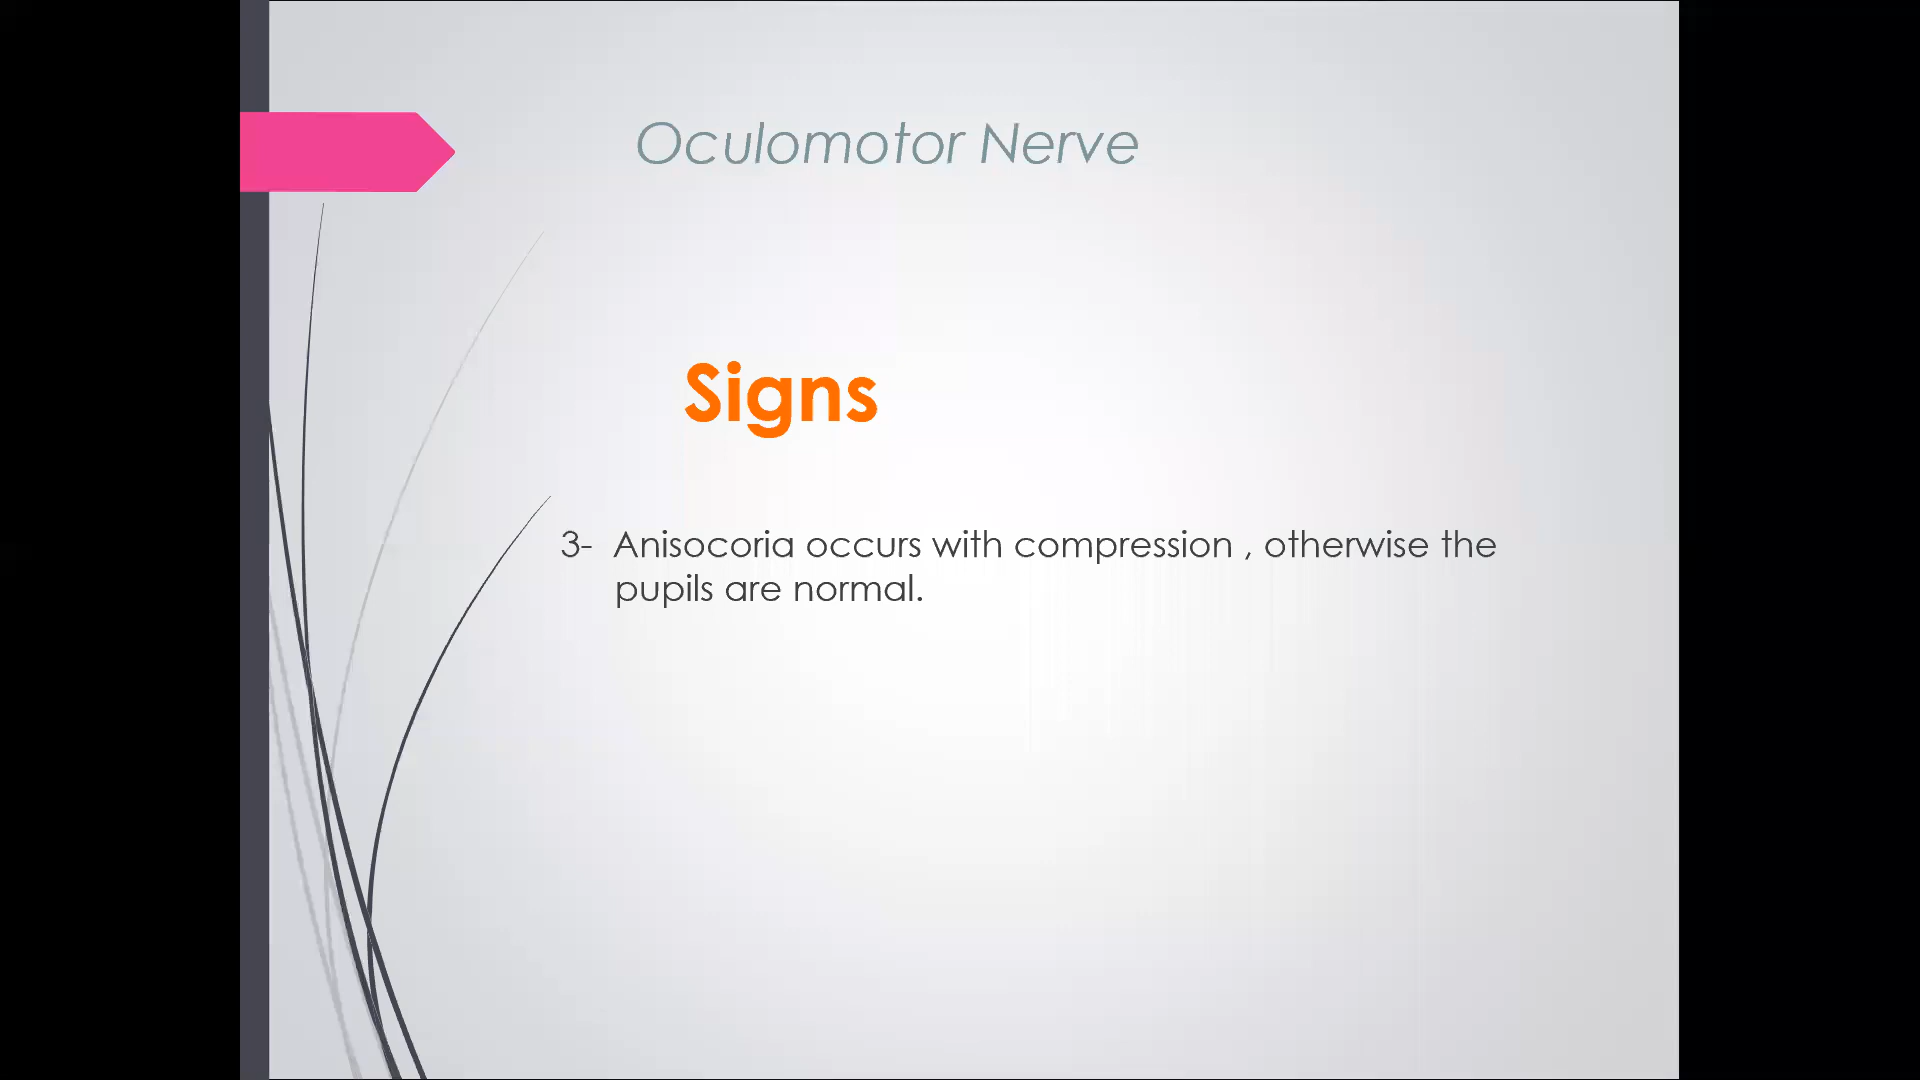 Oculomotor Nerve
Signs
3- Anisocoria occurs with compression , otherwise the
pupils are normal.